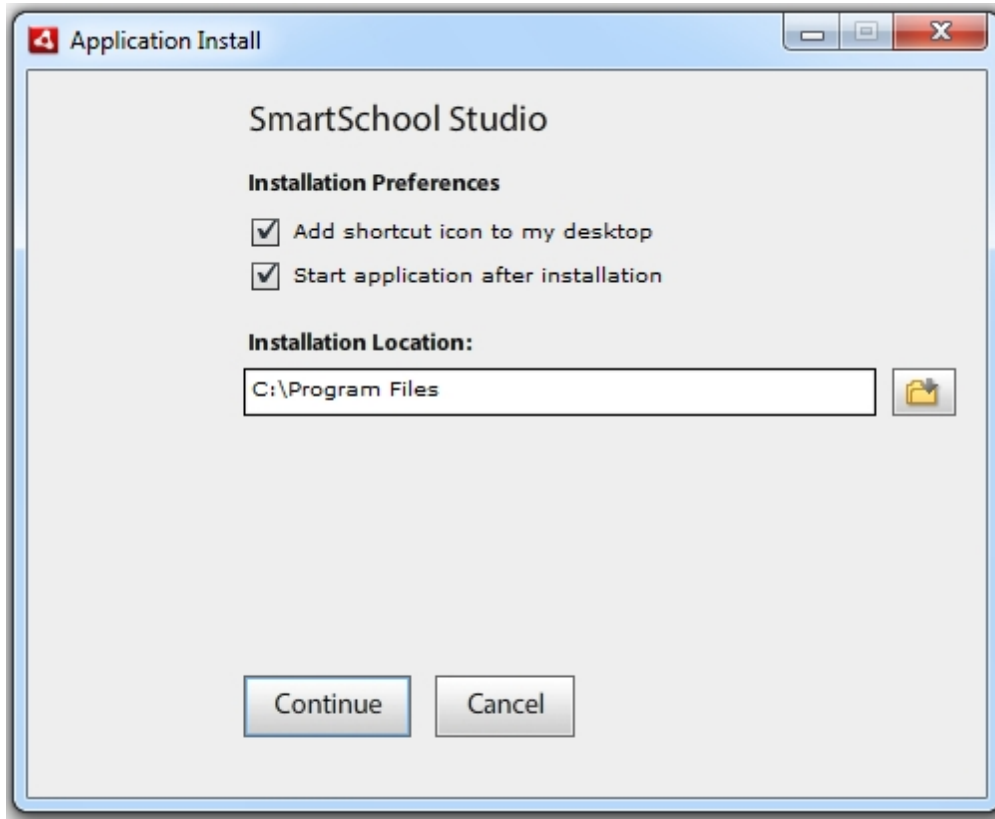 Application Install
SmartSchool Studio
Installation Preferences
Add shortcut icon to my desktop
Start application after installation
Installation Location:
C:\Program Files
Continue Cancel